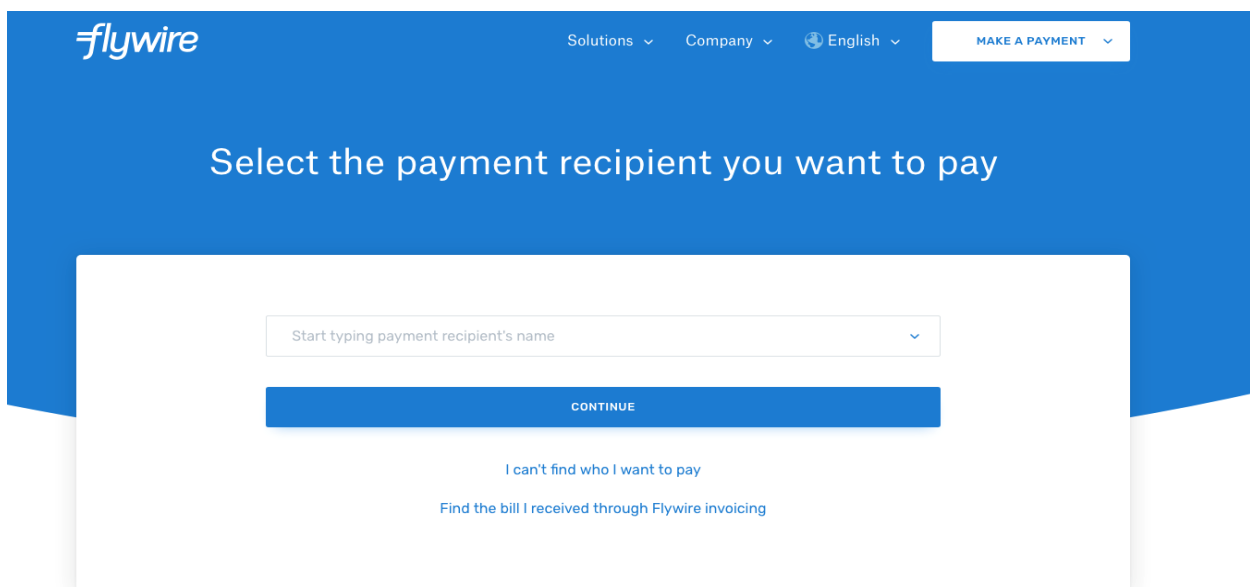 flywire
Solutions
Company
English
MAKE A PAYMENT
Select the payment recipient you want to pay
Start typing payment recipient's name
CONTINUE
I can't find who I want to pay
Find the bill I received through Flywire invoicing